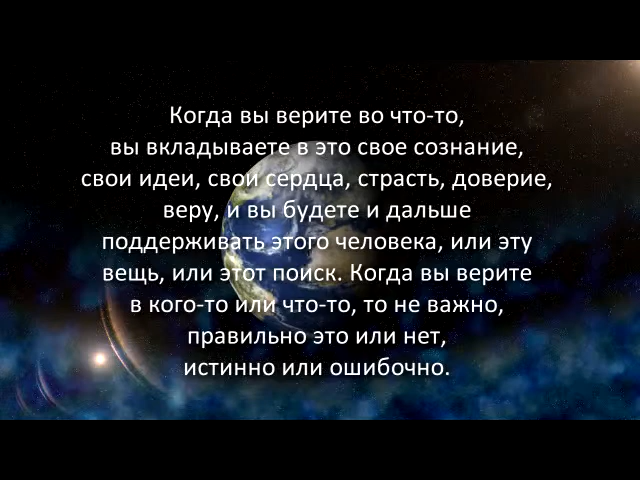 Когда вы верите во что-то,
вы вкладываете в это свое сознание,
свои идеи, свои сердца, страсть, доверие,
веру, и вы будете и дальше
поддерживать этого человека, или эту
вещь, или этот поиск. Когда вы верите
в кого-то или что-то, то не важно,
правильно это или нет,
истинно или ошибочно.